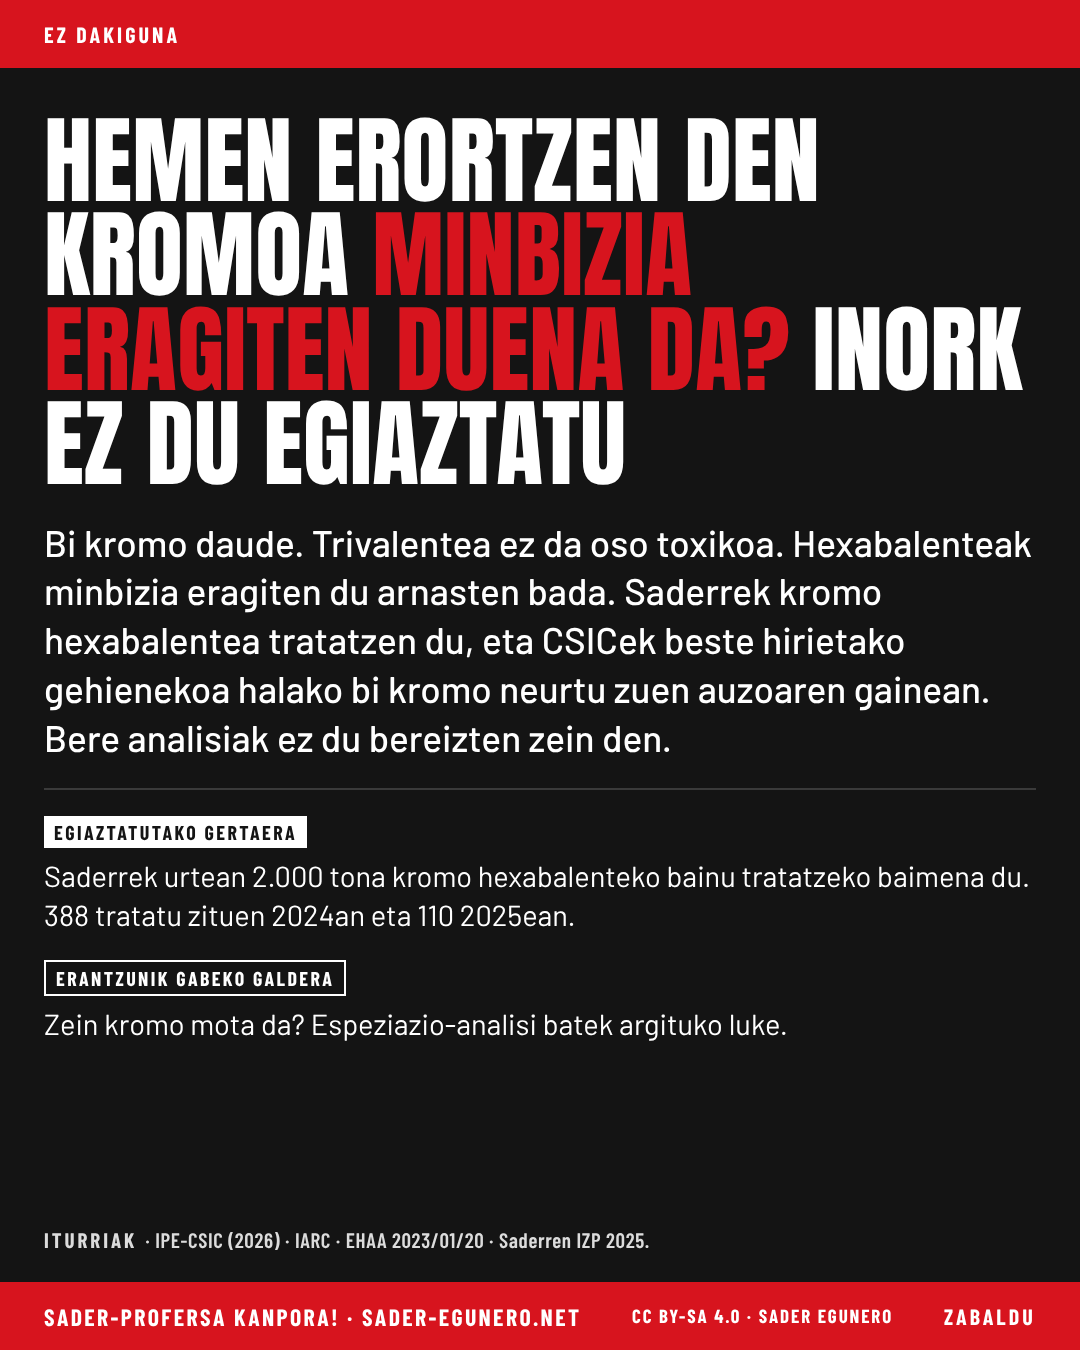 EZ DAKIGUNA
HEMEN ERORTZEN DEN
KROMOA MINBIZIA
ERAGITEN DUENA DA? INORK
EZ DU EGIAZTATU
Bi kromo daude. Trivalentea ez da oso toxikoa. Hexabalenteak
minbizia eragiten du arnasten bada. Saderrek kromo
hexabalentea tratatzen du, eta CSICek beste hirietako
gehienekoa halako bi kromo neurtu zuen auzoaren gainean.
Bere analisiak ez du bereizten zein den.
EGIAZTATUTAKO GERTAERA
Saderrek urtean 2.000 tona kromo hexabalenteko bainu tratatzeko baimena du.
388 tratatu zituen 2024an eta 110 2025ean.
ERANTZUNIK GABEKO GALDERA
Zein kromo mota da? Espeziazio-analisi batek argituko luke.
ITURRIAK · IPE-CSIC (2026) · IARC · EHAA 2023/01/20 · Saderren IZP 2025.
SADER-PROFERSA KANPORA! · SADER-EGUNERO.NET CC BY-SA 4.0 · SADER EGUNERO ZABALDU